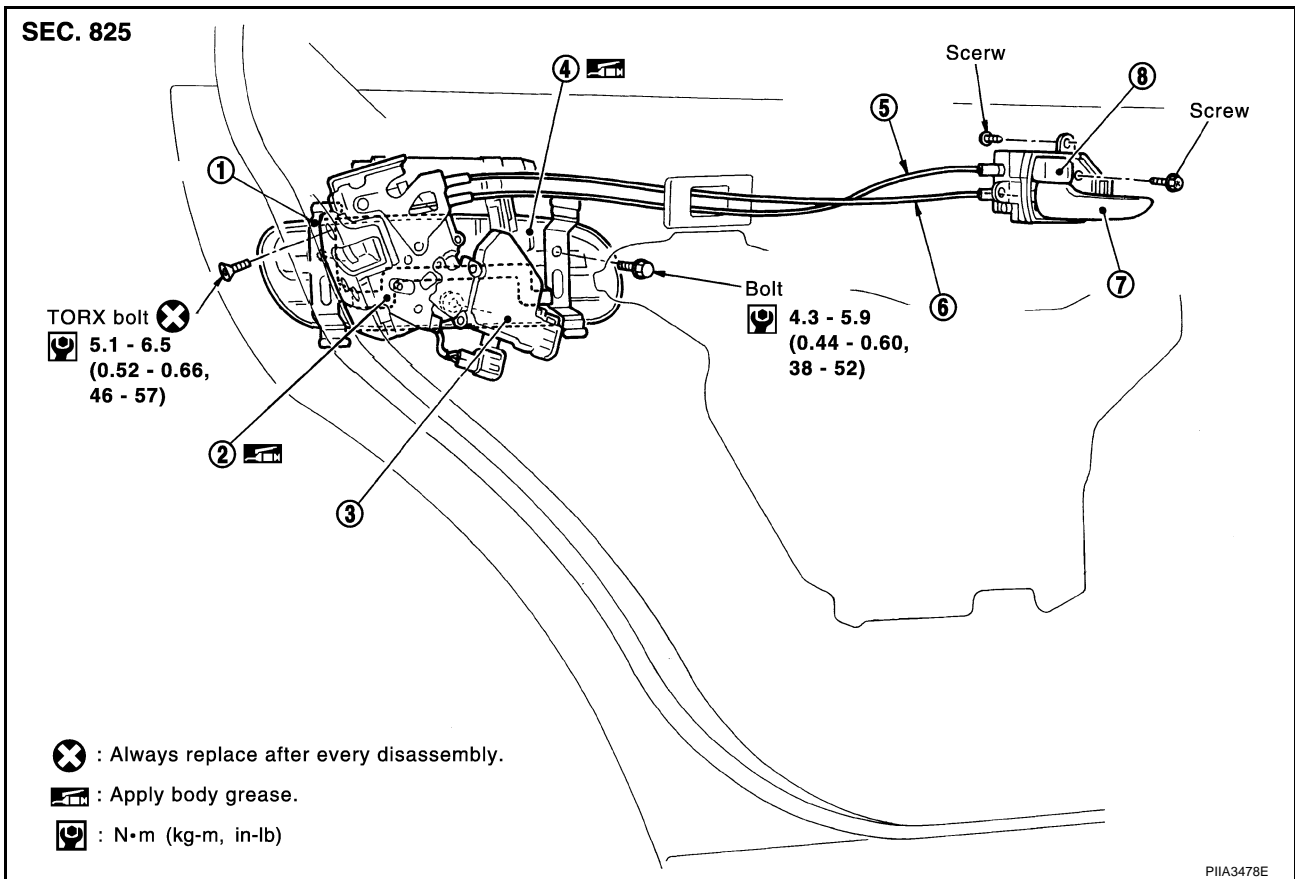 SEC. 825
Scerw
4
8
5
Screw
1
7
6
Bolt
4.3 - 5.9
(0.44 - 0.60,
38 - 52)
TORX bolt
5.1 - 6.5
(0.52 - 0.66,
46 - 57)
2
3
: Always replace after every disassembly.
: Apply body grease.
: N•m (kg-m, in-lb)
PIIA3478E